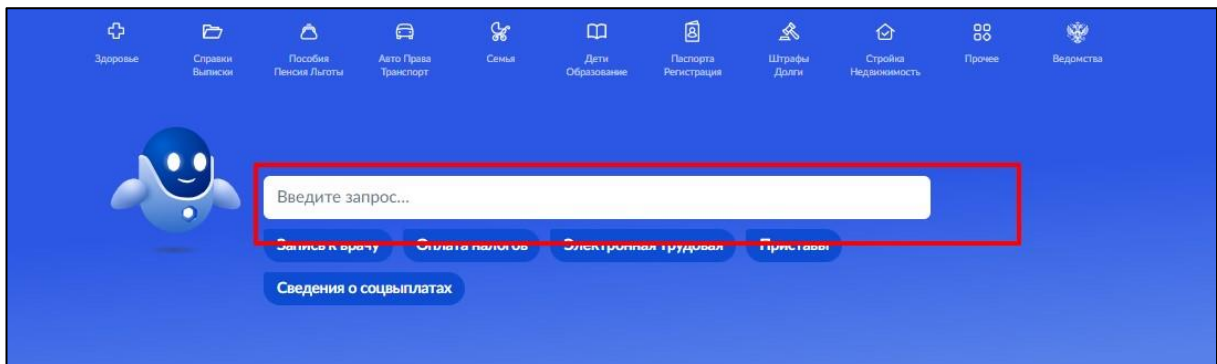 Здоровье
Справки
Выписки
Пособия
Пенсия Льготы
Авто Права
Транспорт
Семья
Дети
Образование
Паспорта
Регистрация
Штрафы
Долги
Стройка
Недвижимость
Прочее
Ведомства
Введите запрос...
Запись к врачу
Оплата налогов
Электронная трудовая
Приставы
Сведения о соцвыплатах